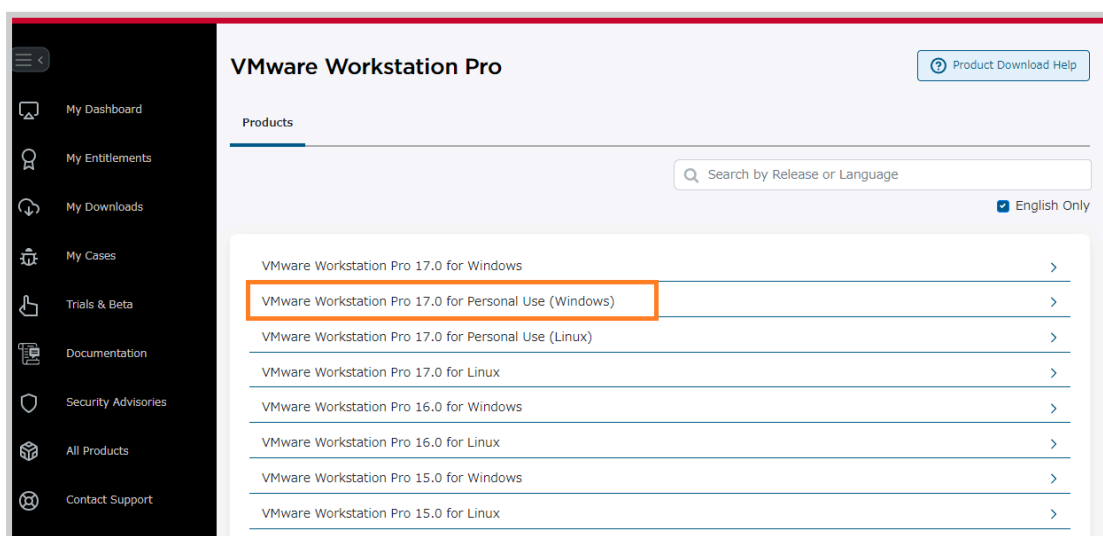 VMware Workstation Pro
Product Download Help
My Dashboard
My Entitlements
My Downloads
My Cases
Trials & Beta
Documentation
Security Advisories
All Products
Contact Support
Products
Search by Release or Language
English Only
VMware Workstation Pro 17.0 for Windows
VMware Workstation Pro 17.0 for Personal Use (Windows)
VMware Workstation Pro 17.0 for Personal Use (Linux)
VMware Workstation Pro 17.0 for Linux
VMware Workstation Pro 16.0 for Windows
VMware Workstation Pro 16.0 for Linux
VMware Workstation Pro 15.0 for Windows
VMware Workstation Pro 15.0 for Linux